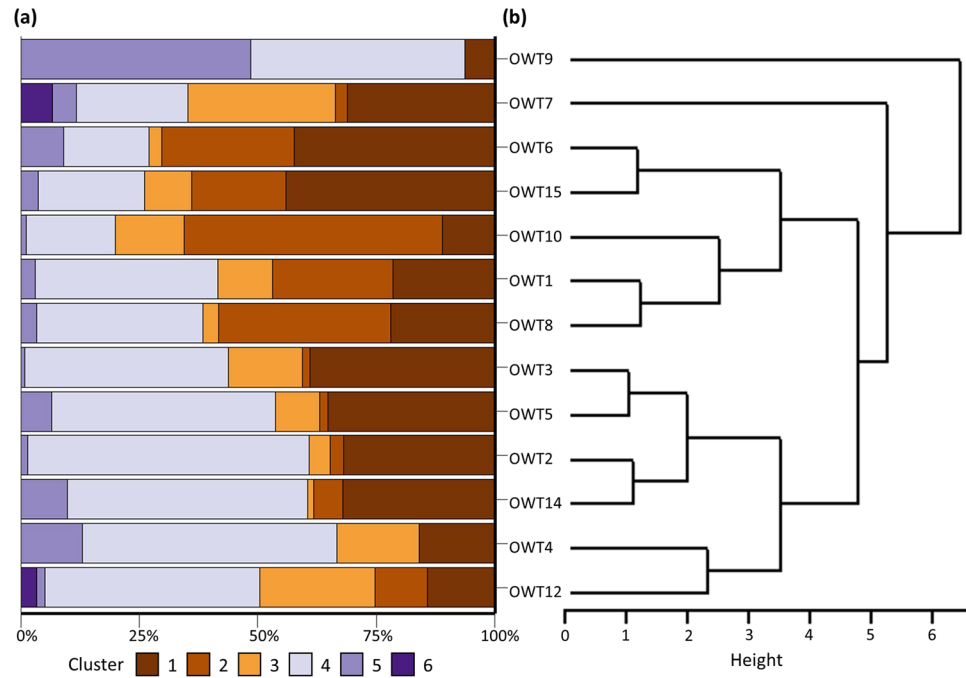 (a) (b)
OWT9
OWT7
OWT6
OWT15
OWT10
OWT1
OWT8
OWT3
OWT5
OWT2
OWT14
OWT4
OWT12
0% 25% 50% 75% 100% 0 1 2 3 4 5 6
Height
Cluster 1 2 3 4 5 6